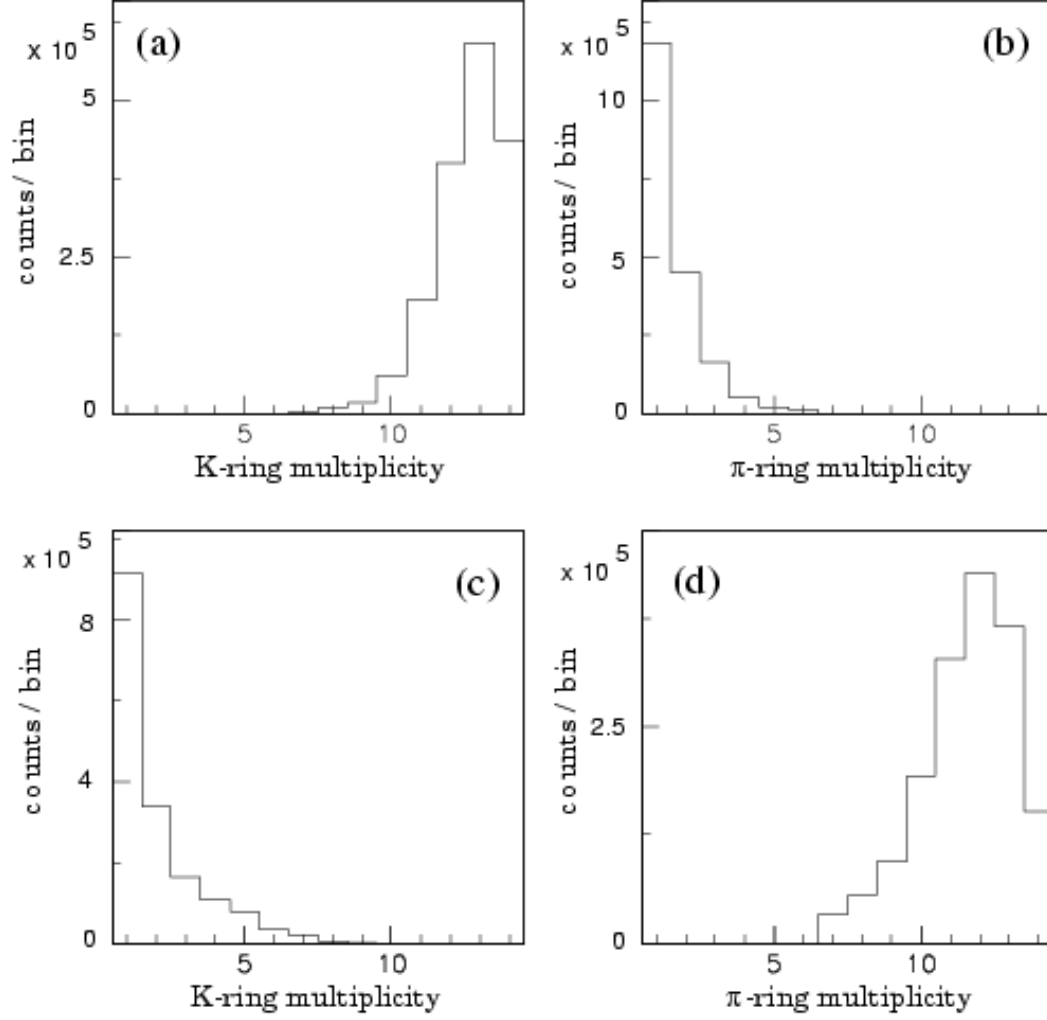 x 10 5
(a)
5
2.5
0
counts/ bin
5 10
K-ring multiplicity
x 10 5
(b)
10
5
0
counts/ bin
5 10
π-ring multiplicity
x 10 5
(c)
8
4
0
counts/ bin
5 10
K-ring multiplicity
x 10 5
(d)
2.5
0
counts/ bin
5 10
π-ring multiplicity